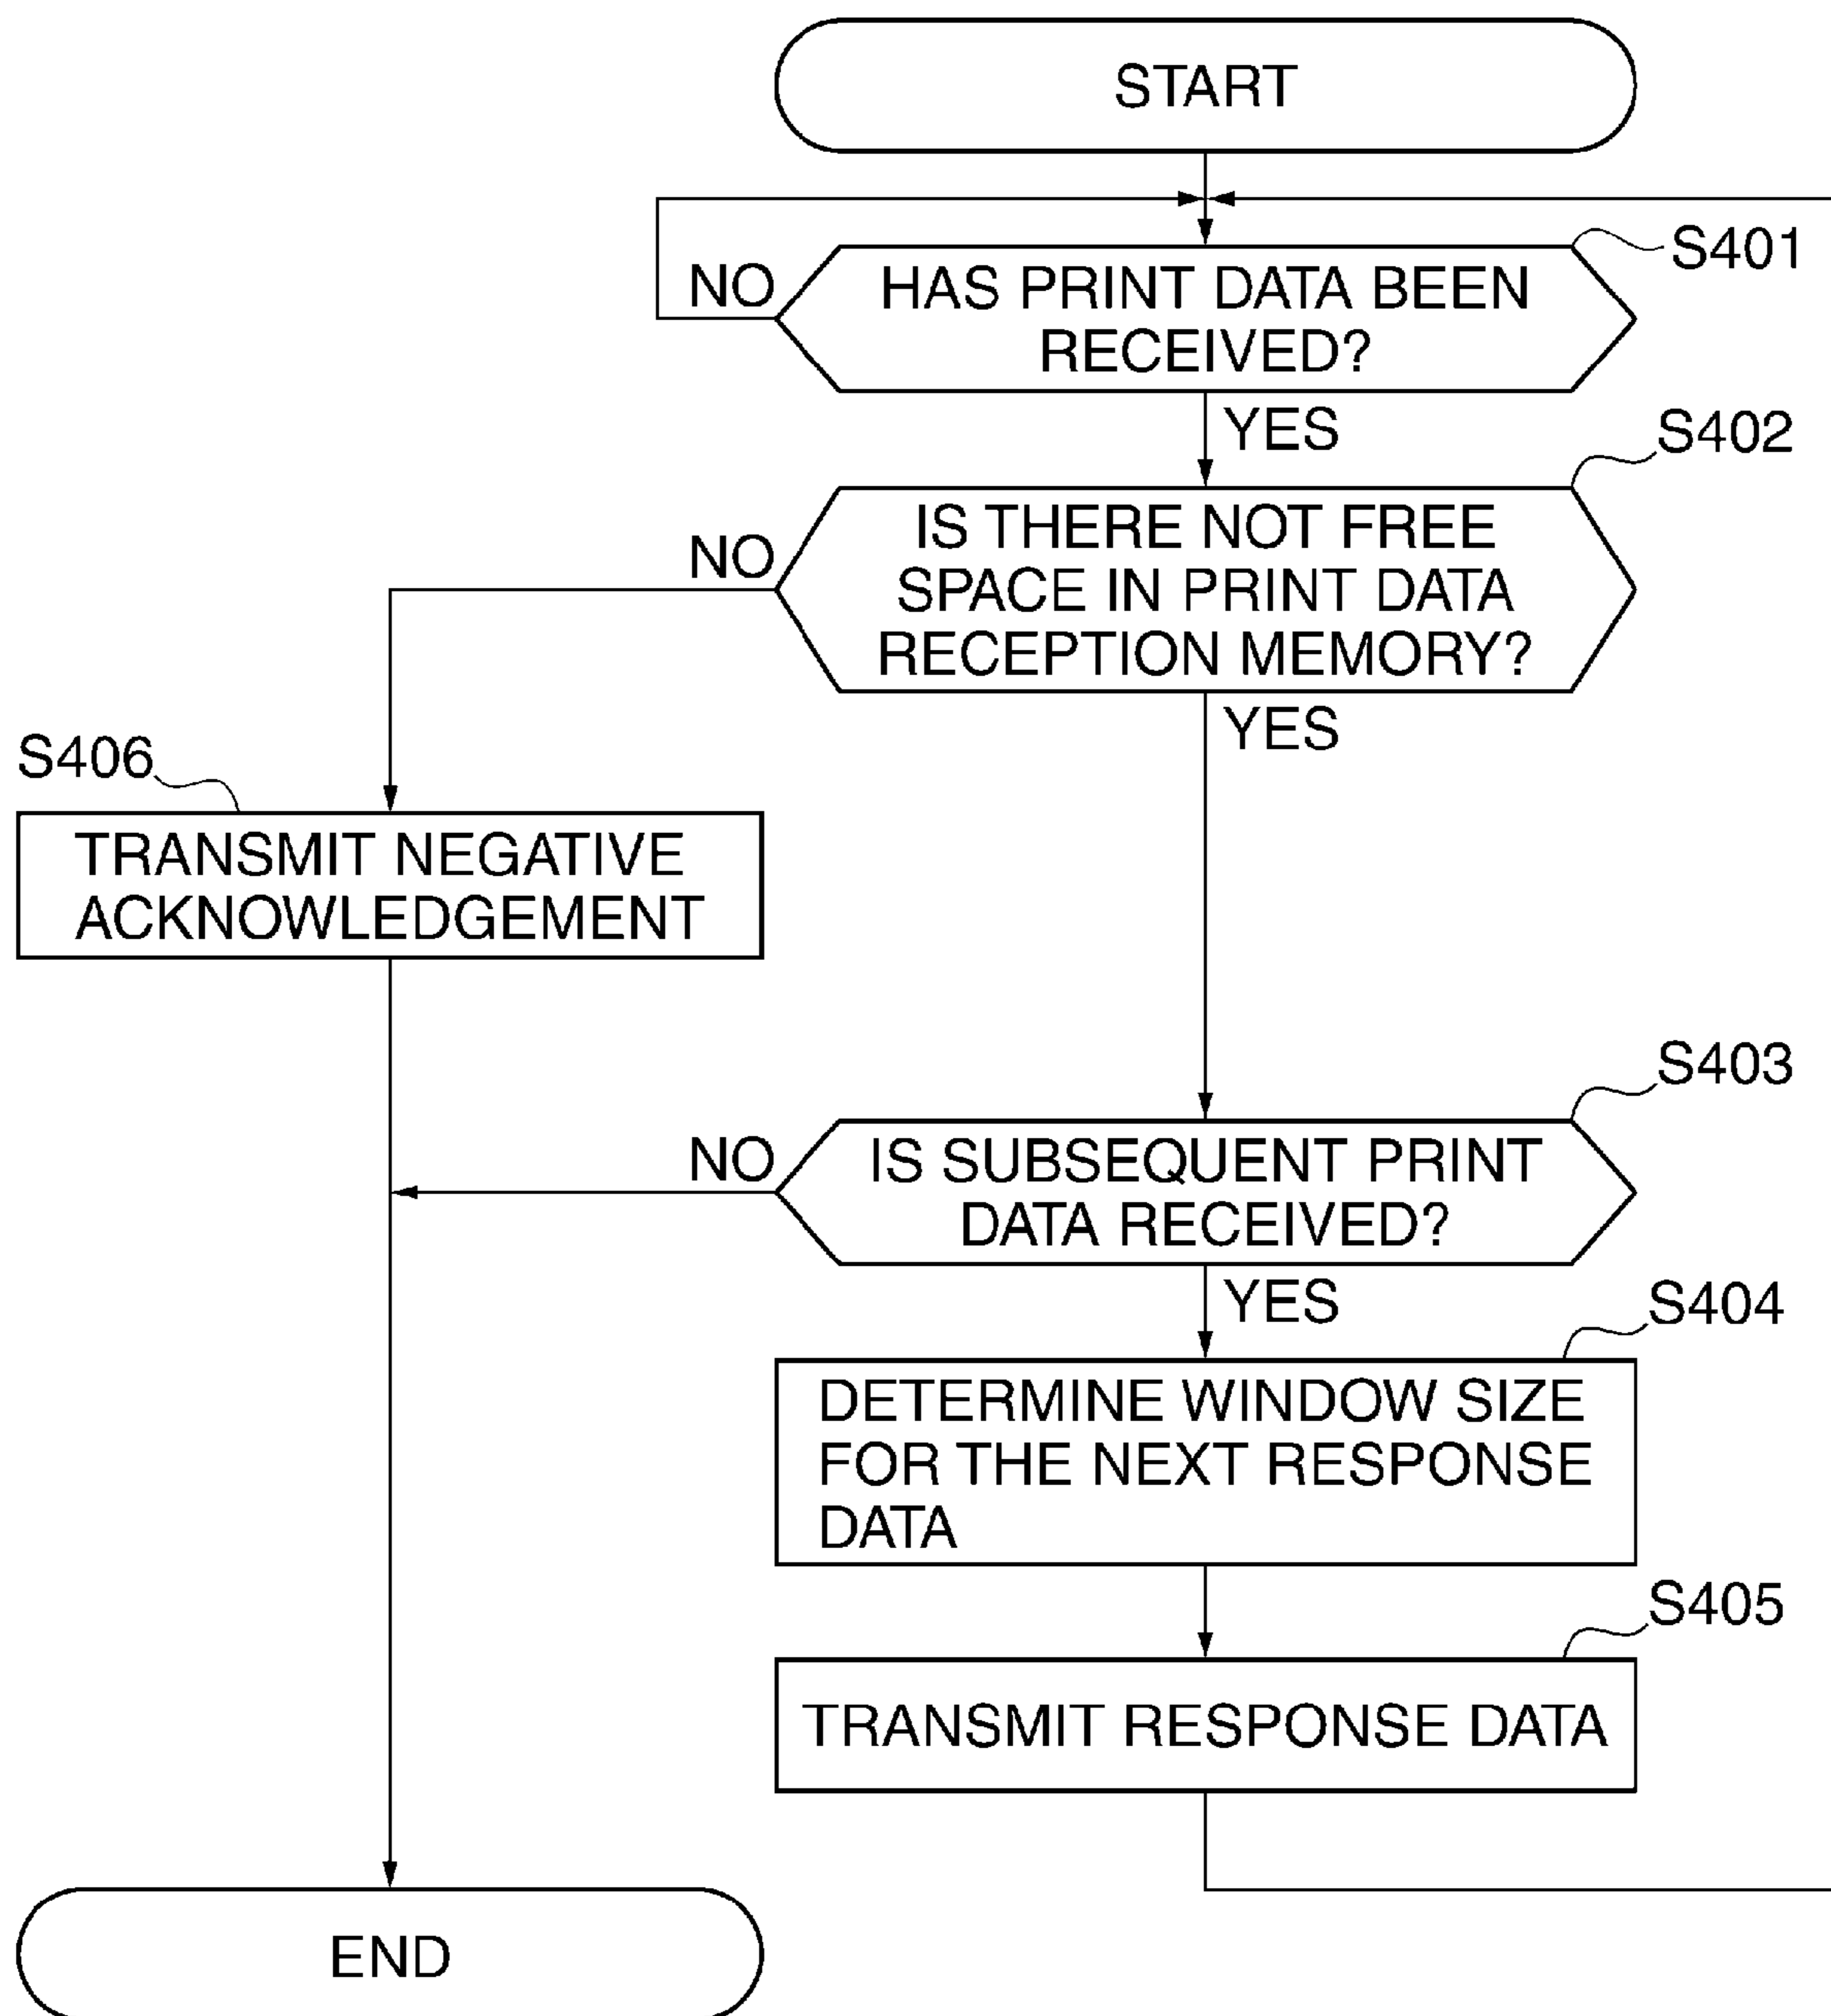 START
S401
NO
HAS PRINT DATA BEEN
RECEIVED?
YES
S402
NO
IS THERE NOT FREE
SPACE IN PRINT DATA
RECEPTION MEMORY?
YES
S406
TRANSMIT NEGATIVE
ACKNOWLEDGEMENT
S403
NO
IS SUBSEQUENT PRINT
DATA RECEIVED?
YES
S404
DETERMINE WINDOW SIZE
FOR THE NEXT RESPONSE
DATA
S405
TRANSMIT RESPONSE DATA
END